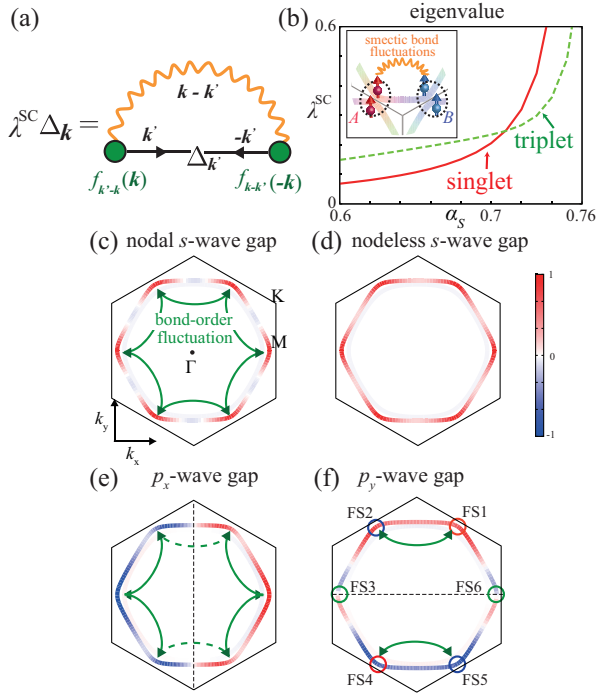 (a)
k - k'
λ^SC Δ_k =
k'
-k'
Δ_k'
f_k'-k(k)
f_k-k'(-k)
(b)
eigenvalue
0.6
λ^SC
0
smectic bond
fluctuations
A
B
triplet
singlet
0.6
α_S
0.7
0.76
(c) nodal s-wave gap
K
bond-order
fluctuation
M
Γ
k_y
k_x
(d) nodeless s-wave gap
1
0
-1
(e) p_x-wave gap
(f) p_y-wave gap
FS2
FS1
FS3
FS6
FS4
FS5